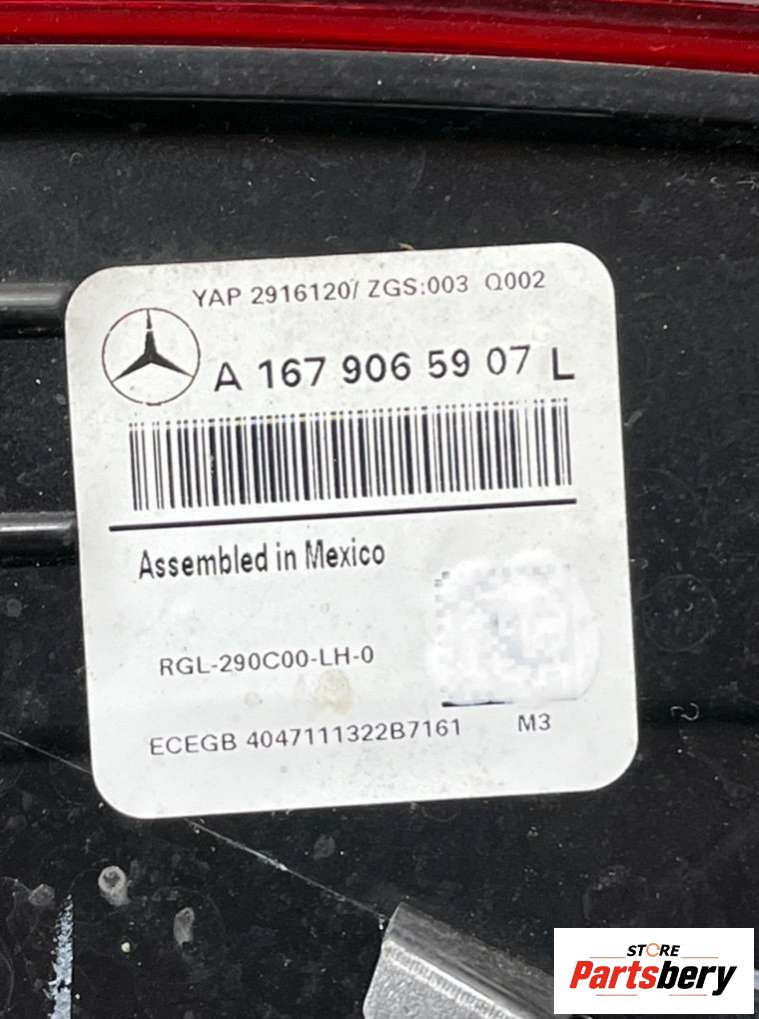 YAP 2916120/ ZGS:003 Q002
A 167 906 59 07 L
Assembled in Mexico
RGL-290C00-LH-0
ECEGB 4047111322B7161 M3
STORE
Partsbery